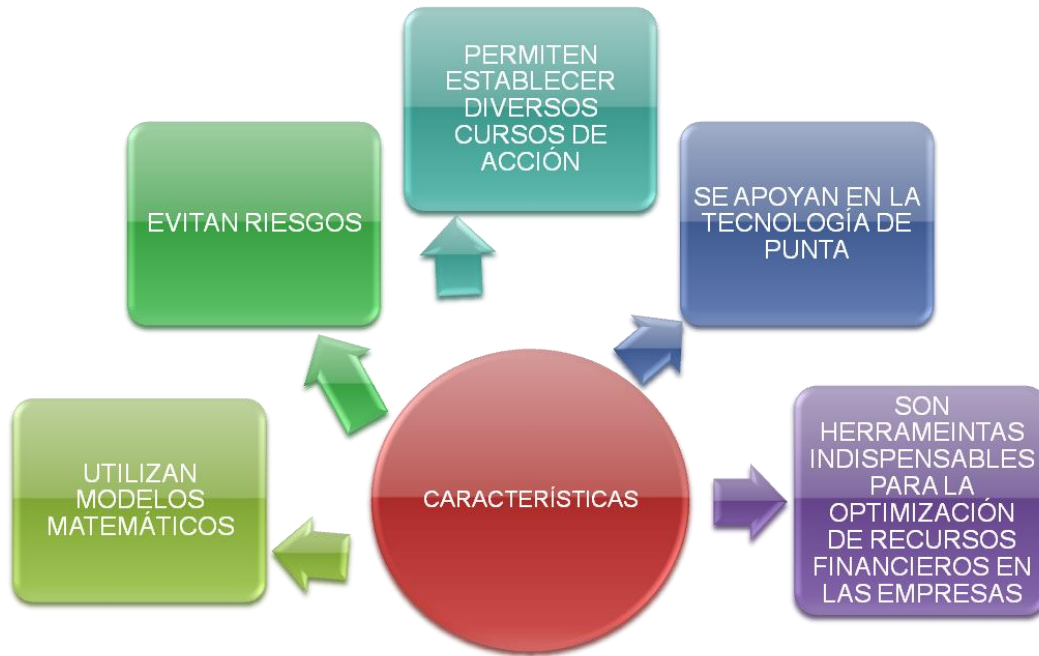 PERMITEN
ESTABLECER
DIVERSOS
CURSOS DE
ACCIÓN
EVITAN RIESGOS
SE APOYAN EN LA
TECNOLOGÍA DE
PUNTA
UTILIZAN
MODELOS
MATEMÁTICOS
CARACTERÍSTICAS
SON
HERRAMEINTAS
INDISPENSABLES
PARA LA
OPTIMIZACIÓN
DE RECURSOS
FINANCIEROS EN
LAS EMPRESAS